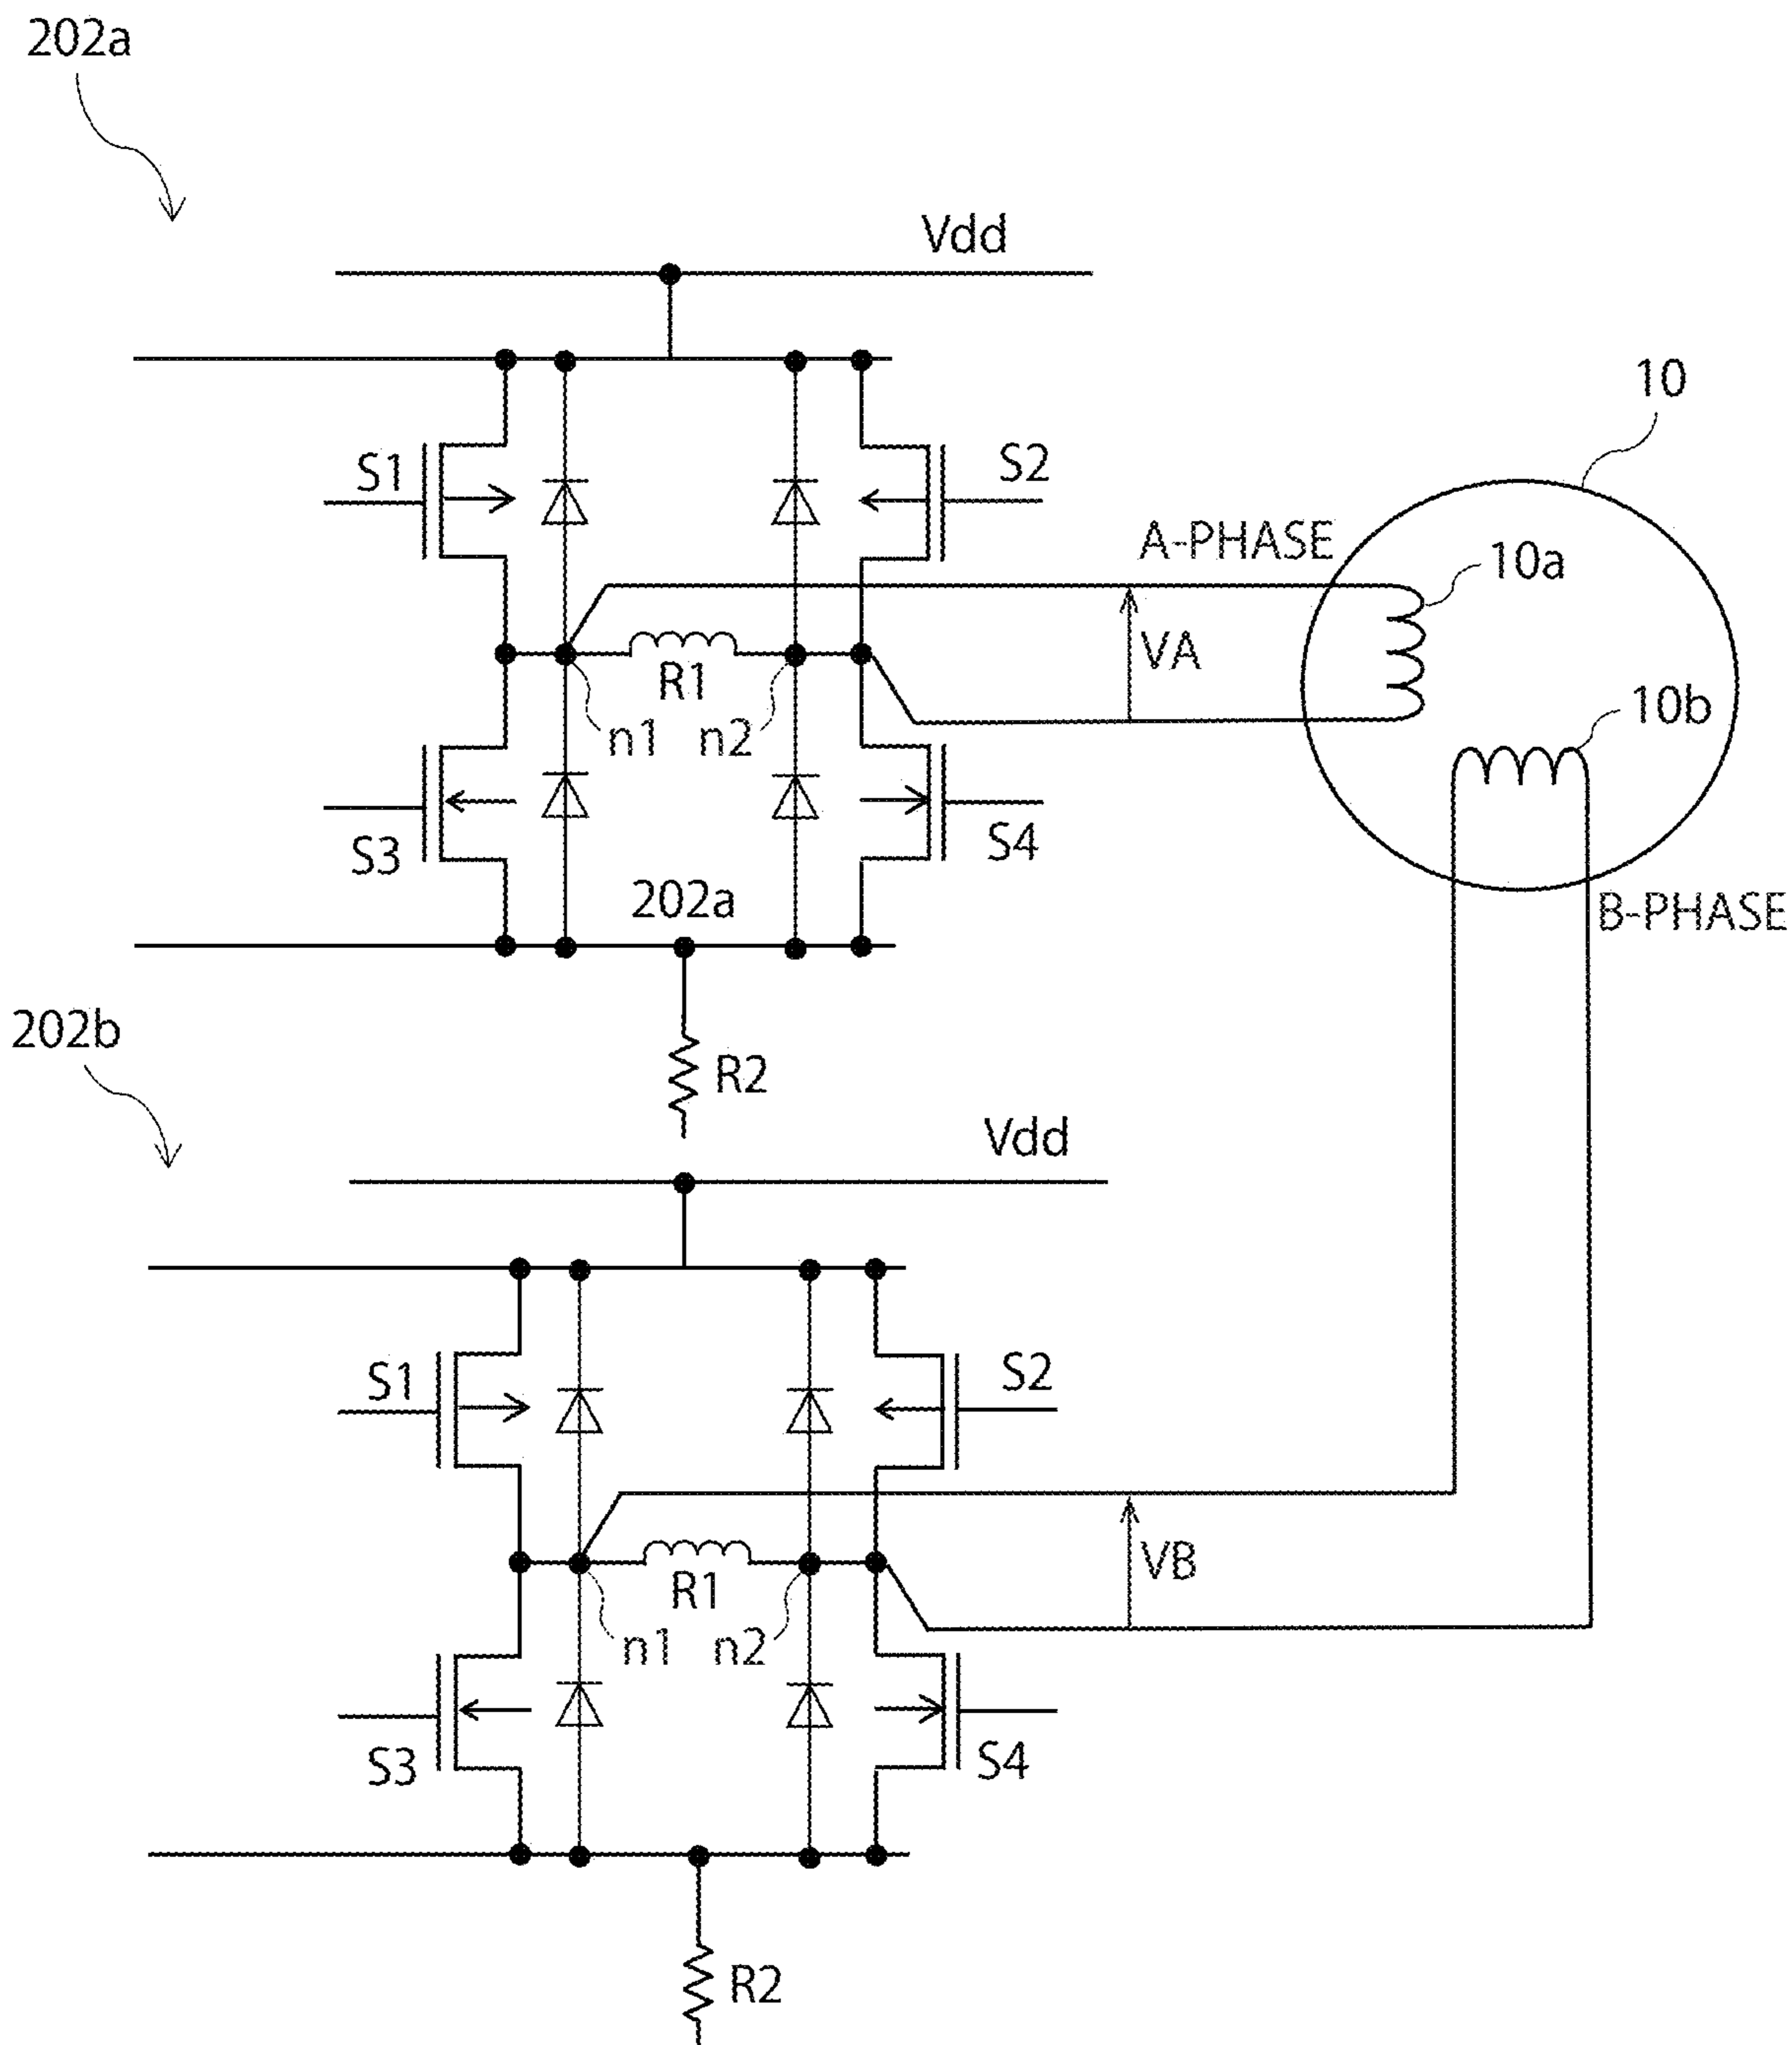 202a
Vdd
10
S1
S2
A-PHASE
10a
VA
R1
10b
n1
n2
S3
S4
202a
B-PHASE
202b
R2
Vdd
S1
S2
VB
R1
n1
n2
S3
S4
R2